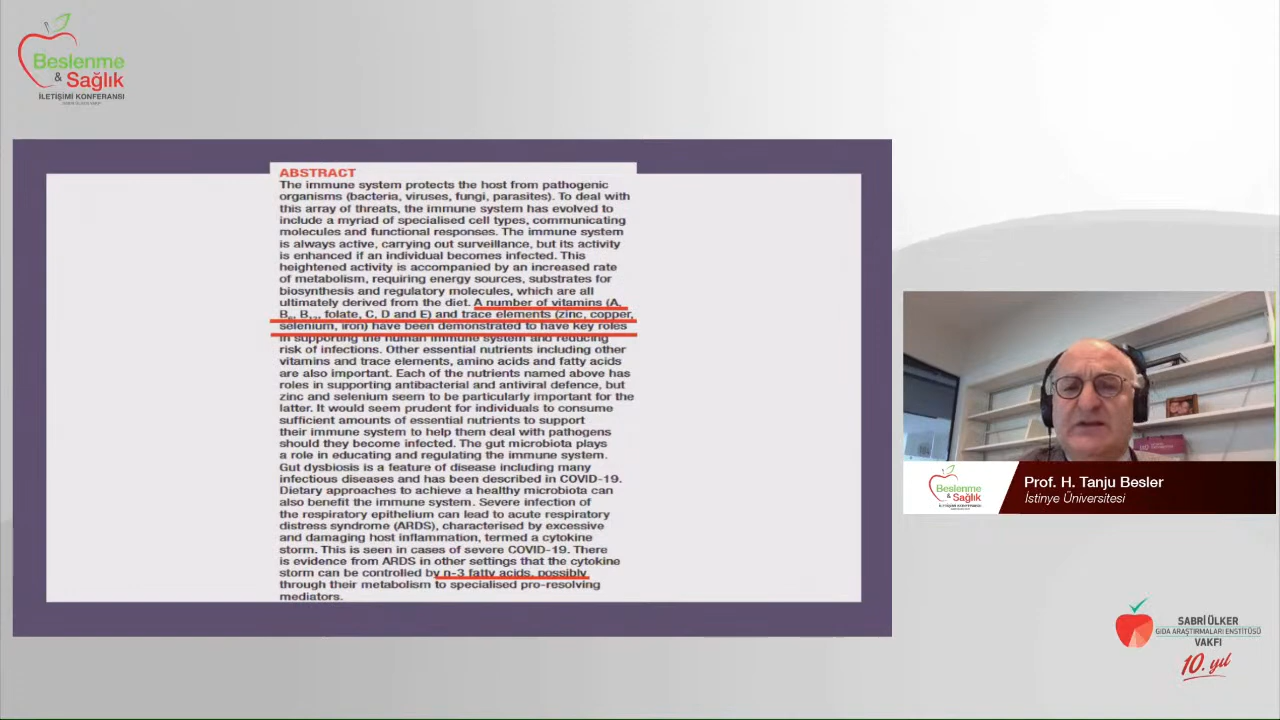 Beslenme
& Sağlık
İLETİŞİMİ KONFERANSI
SABRİ ÜLKER VAKFI
ABSTRACT
The immune system protects the host from pathogenic
organisms (bacteria, viruses, fungi, parasites). To deal with
this array of threats, the immune system has evolved to
include a myriad of specialised cell types, communicating
molecules and functional responses. The immune system
is always active, carrying out surveillance, but its activity
is enhanced if an individual becomes infected. This
heightened activity is accompanied by an increased rate
of metabolism, requiring energy sources, substrates for
biosynthesis and regulatory molecules, which are all
ultimately derived from the diet. A number of vitamins (A,
B₆, B₁₂, folate, C, D and E) and trace elements (zinc, copper,
selenium, iron) have been demonstrated to have key roles
in supporting the human immune system and reducing
risk of infections. Other essential nutrients including other
vitamins and trace elements, amino acids and fatty acids
are also important. Each of the nutrients named above has
roles in supporting antibacterial and antiviral defence, but
zinc and selenium seem to be particularly important for the
latter. It would seem prudent for individuals to consume
sufficient amounts of essential nutrients to support
their immune system to help them deal with pathogens
should they become infected. The gut microbiota plays
a role in educating and regulating the immune system.
Gut dysbiosis is a feature of disease including many
infectious diseases and has been described in COVID-19.
Dietary approaches to achieve a healthy microbiota can
also benefit the immune system. Severe infection of
the respiratory epithelium can lead to acute respiratory
distress syndrome (ARDS), characterised by excessive
and damaging host inflammation, termed a cytokine
storm. This is seen in cases of severe COVID-19. There
is evidence from ARDS in other settings that the cytokine
storm can be controlled by n-3 fatty acids, possibly
through their metabolism to specialised pro-resolving
mediators.
Beslenme
& Sağlık
İLETİŞİMİ KONFERANSI
Prof. H. Tanju Besler
İstinye Üniversitesi
SABRİ ÜLKER
GIDA ARAŞTIRMALARI ENSTİTÜSÜ
VAKFI
10. yıl